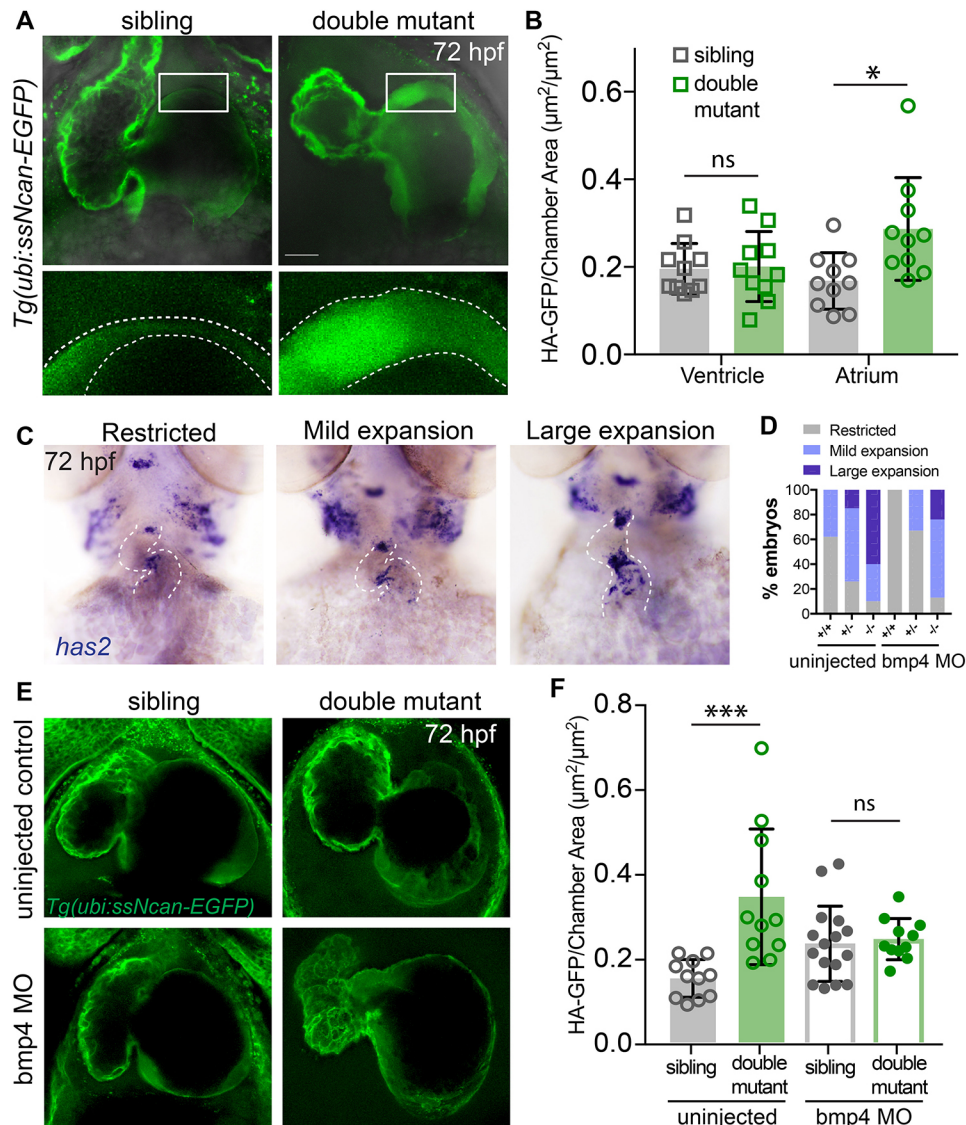 A
sibling
double mutant
72 hpf
Tg(ubi:ssNcan-EGFP)
B
HA-GFP/Chamber Area (μm²/μm²)
0.6
0.4
0.2
0.0
sibling
double
mutant
ns
*
Ventricle
Atrium
C
Restricted
Mild expansion
Large expansion
72 hpf
has2
D
Restricted
Mild expansion
Large expansion
% embryos
100
80
60
40
20
0
+/+ +/- -/- +/+ +/- -/-
uninjected bmp4 MO
E
sibling
double mutant
72 hpf
uninjected control
Tg(ubi:ssNcan-EGFP)
bmp4 MO
F
HA-GFP/Chamber Area (μm²/μm²)
0.8
0.6
0.4
0.2
0.0
***
ns
sibling
double
mutant
sibling
double
mutant
uninjected
bmp4 MO